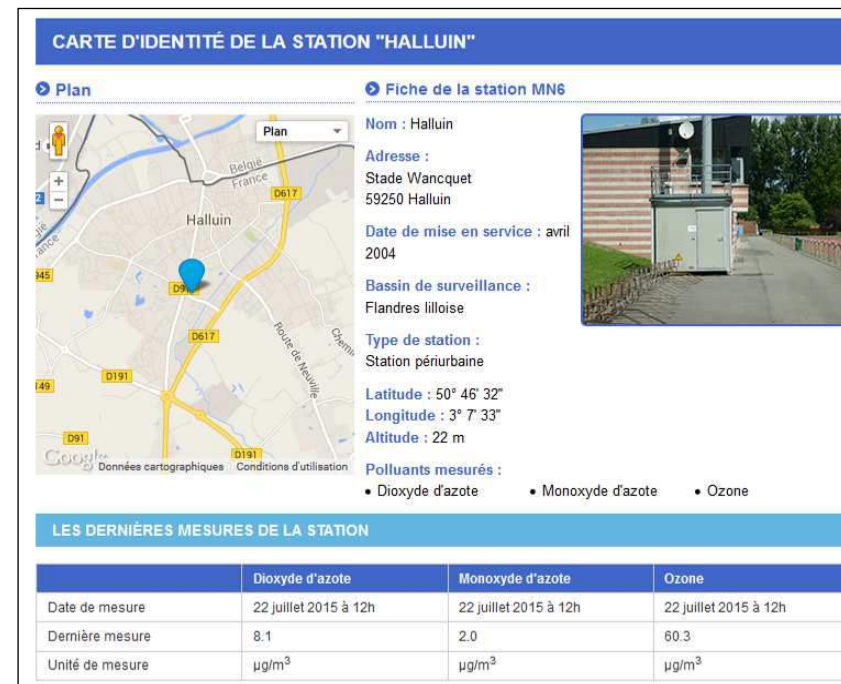 CARTE D'IDENTITÉ DE LA STATION "HALLUIN"
Plan
Plan
België
France
D617
Halluin
D617
Route de Neuville
D191
D91
D191
Google
Données cartographiques Conditions d'utilisation
Fiche de la station MN6
Nom : Halluin
Adresse :
Stade Wancquet
59250 Halluin
Date de mise en service : avril
2004
Bassin de surveillance :
Flandres lilloise
Type de station :
Station périurbaine
Latitude : 50° 46' 32"
Longitude : 3° 7' 33"
Altitude : 22 m
Polluants mesurés :
• Dioxyde d'azote • Monoxyde d'azote • Ozone
LES DERNIÈRES MESURES DE LA STATION
Dioxyde d'azote Monoxyde d'azote Ozone
Date de mesure 22 juillet 2015 à 12h 22 juillet 2015 à 12h 22 juillet 2015 à 12h
Dernière mesure 8.1 2.0 60.3
Unité de mesure µg/m³ µg/m³ µg/m³